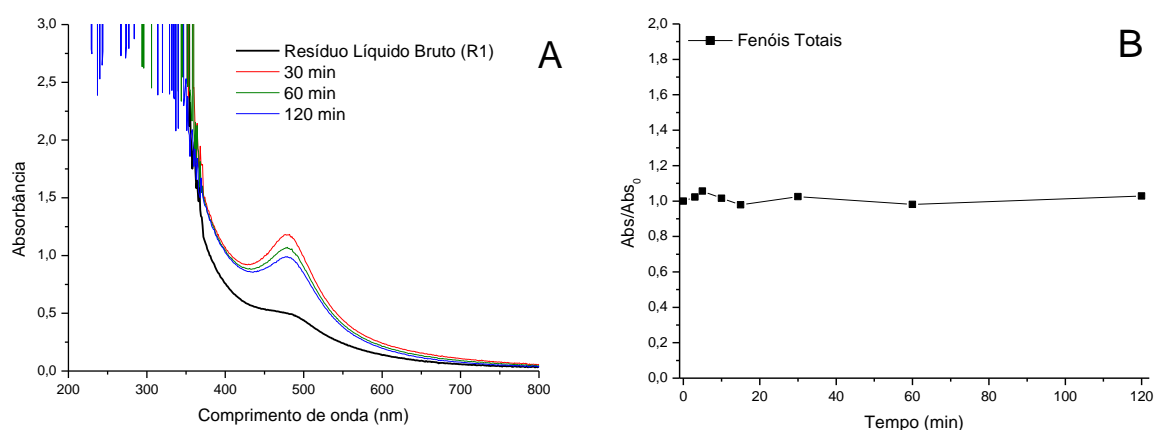 A
Resíduo Líquido Bruto (R1)
30 min
60 min
120 min
3,0
2,5
2,0
1,5
1,0
0,5
0,0
Absorbância
200 300 400 500 600 700 800
Comprimento de onda (nm)
B
Fenóis Totais
2,0
1,8
1,6
1,4
1,2
1,0
0,8
0,6
0,4
0,2
0,0
Abs/Abs₀
0 20 40 60 80 100 120
Tempo (min)